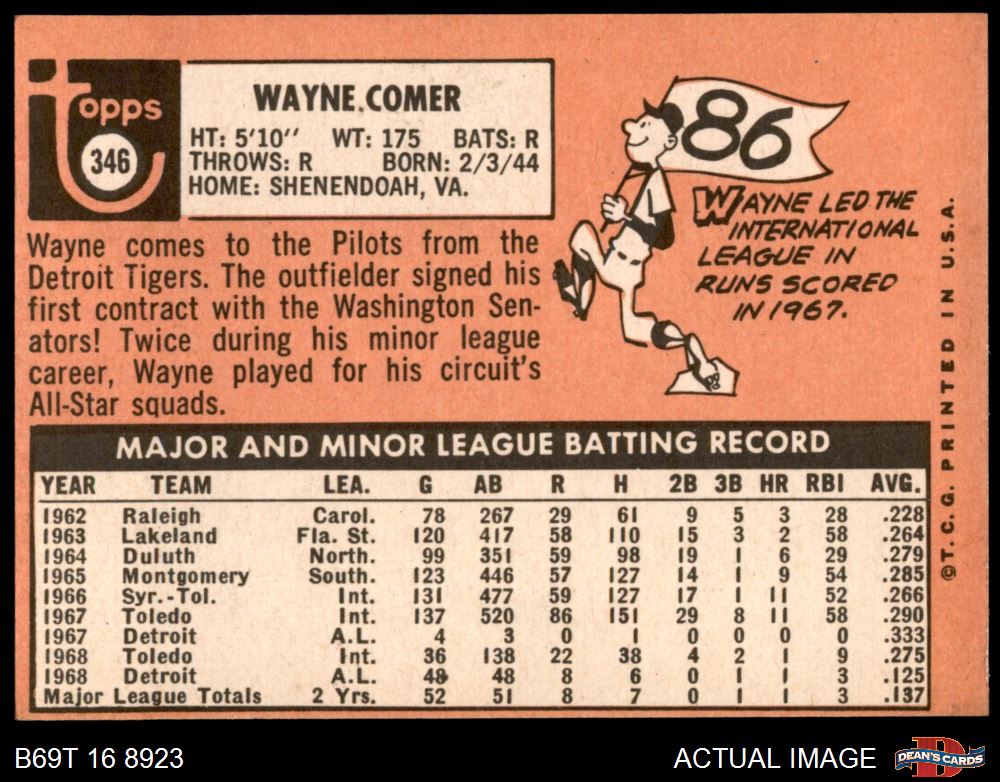 Topps
346
WAYNE COMER
HT: 5'10'' WT: 175 BATS: R
THROWS: R BORN: 2/3/44
HOME: SHENENDOAH, VA.
86
WAYNE LED THE
INTERNATIONAL
LEAGUE IN
RUNS SCORED
IN 1967.
Wayne comes to the Pilots from the
Detroit Tigers. The outfielder signed his
first contract with the Washington Sen-
ators! Twice during his minor league
career, Wayne played for his circuit's
All-Star squads.
MAJOR AND MINOR LEAGUE BATTING RECORD
YEAR TEAM LEA. G AB R H 2B 3B HR RBI AVG.
1962 Raleigh Carol. 78 267 29 61 9 5 3 28 .228
1963 Lakeland Fla. St. 120 417 58 110 15 3 2 58 .264
1964 Duluth North. 99 351 59 98 19 1 6 29 .279
1965 Montgomery South. 123 446 57 127 14 1 9 54 .285
1966 Syr.-Tol. Int. 131 477 59 127 17 1 11 52 .266
1967 Toledo Int. 137 520 86 151 29 8 11 58 .290
1967 Detroit A.L. 4 3 0 1 0 0 0 0 .333
1968 Toledo Int. 36 138 22 38 4 2 1 9 .275
1968 Detroit A.L. 48 48 8 6 0 1 1 3 .125
Major League Totals 2 Yrs. 52 51 8 7 0 1 1 3 .137
©T.C.G. PRINTED IN U.S.A.
B69T 16 8923
ACTUAL IMAGE
DEAN'S CARDS